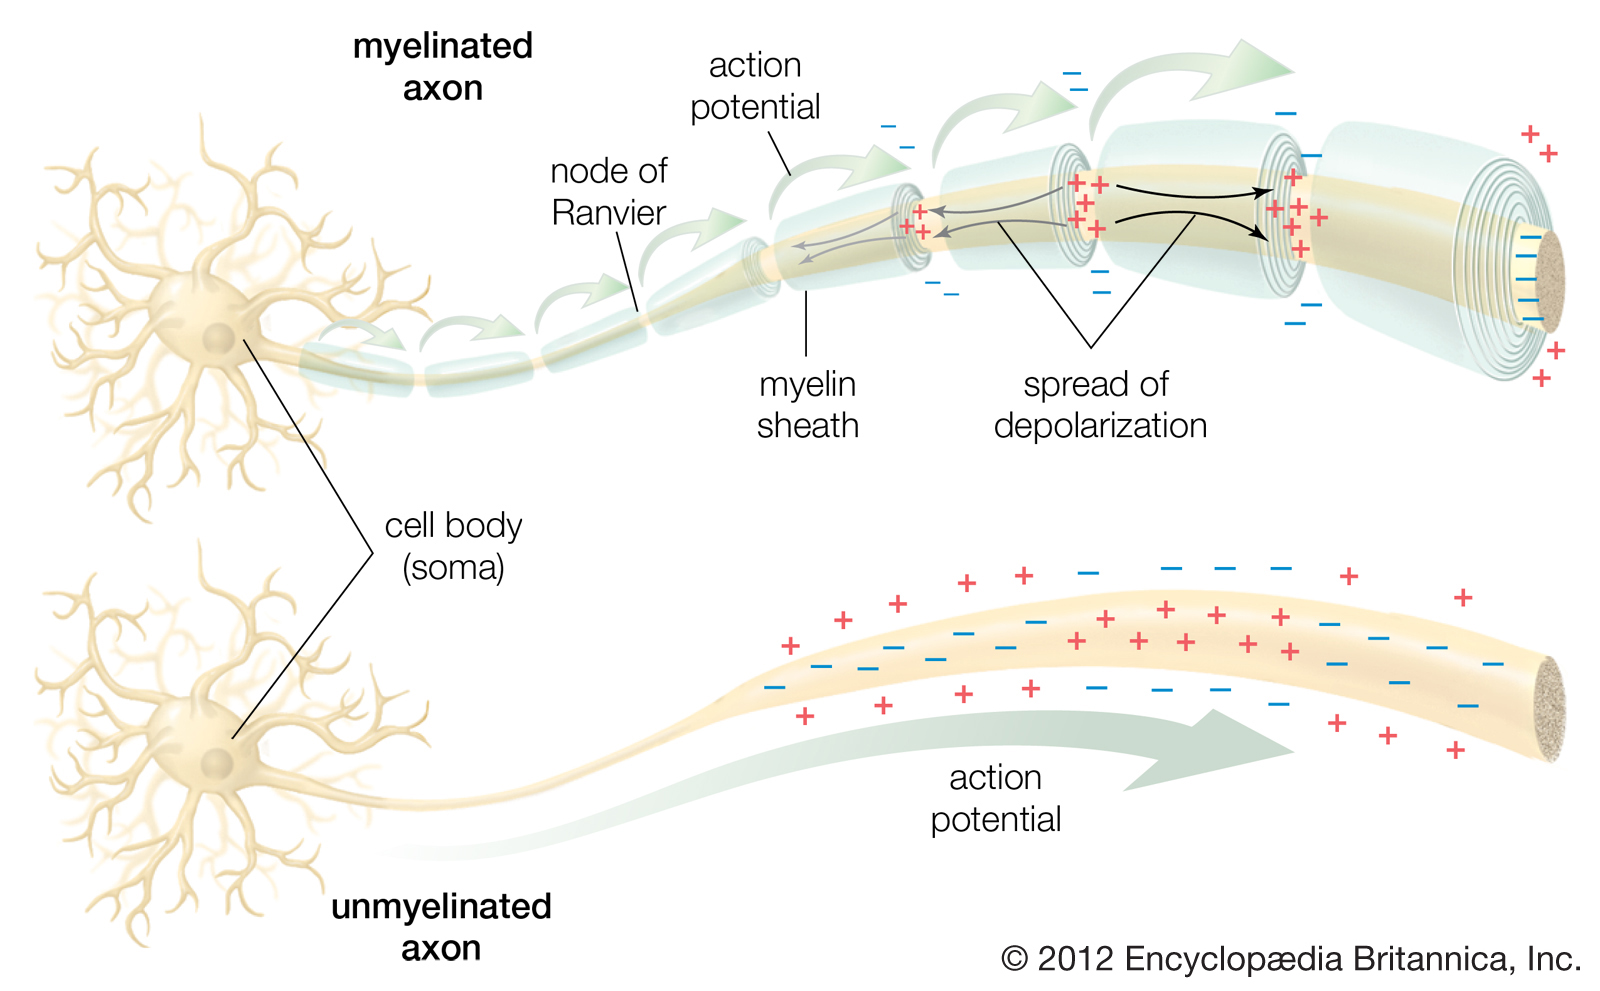 myelinated
axon
action
potential
node of
Ranvier
myelin
sheath
spread of
depolarization
cell body
(soma)
action
potential
unmyelinated
axon
© 2012 Encyclopædia Britannica, Inc.